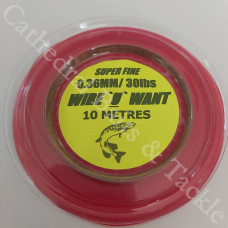 SUPER FINE
0.36MM/30lbs
WIRE "U" WANT
10 METRES